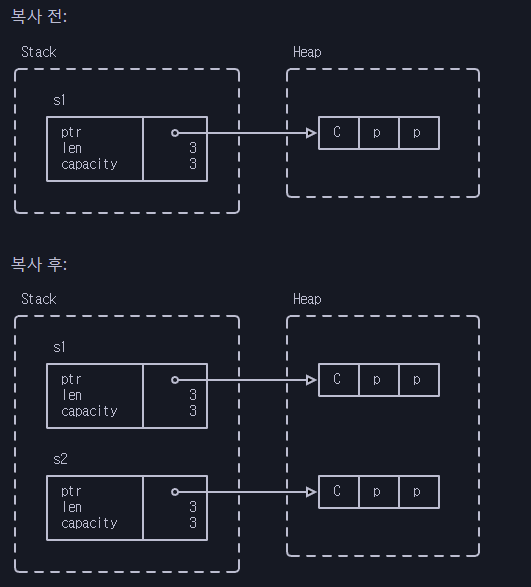 복사 전:
Stack Heap
s1
ptr
len 3
capacity 3
C p p
복사 후:
Stack Heap
s1
ptr
len 3
capacity 3
C p p
s2
ptr
len 3
capacity 3
C p p